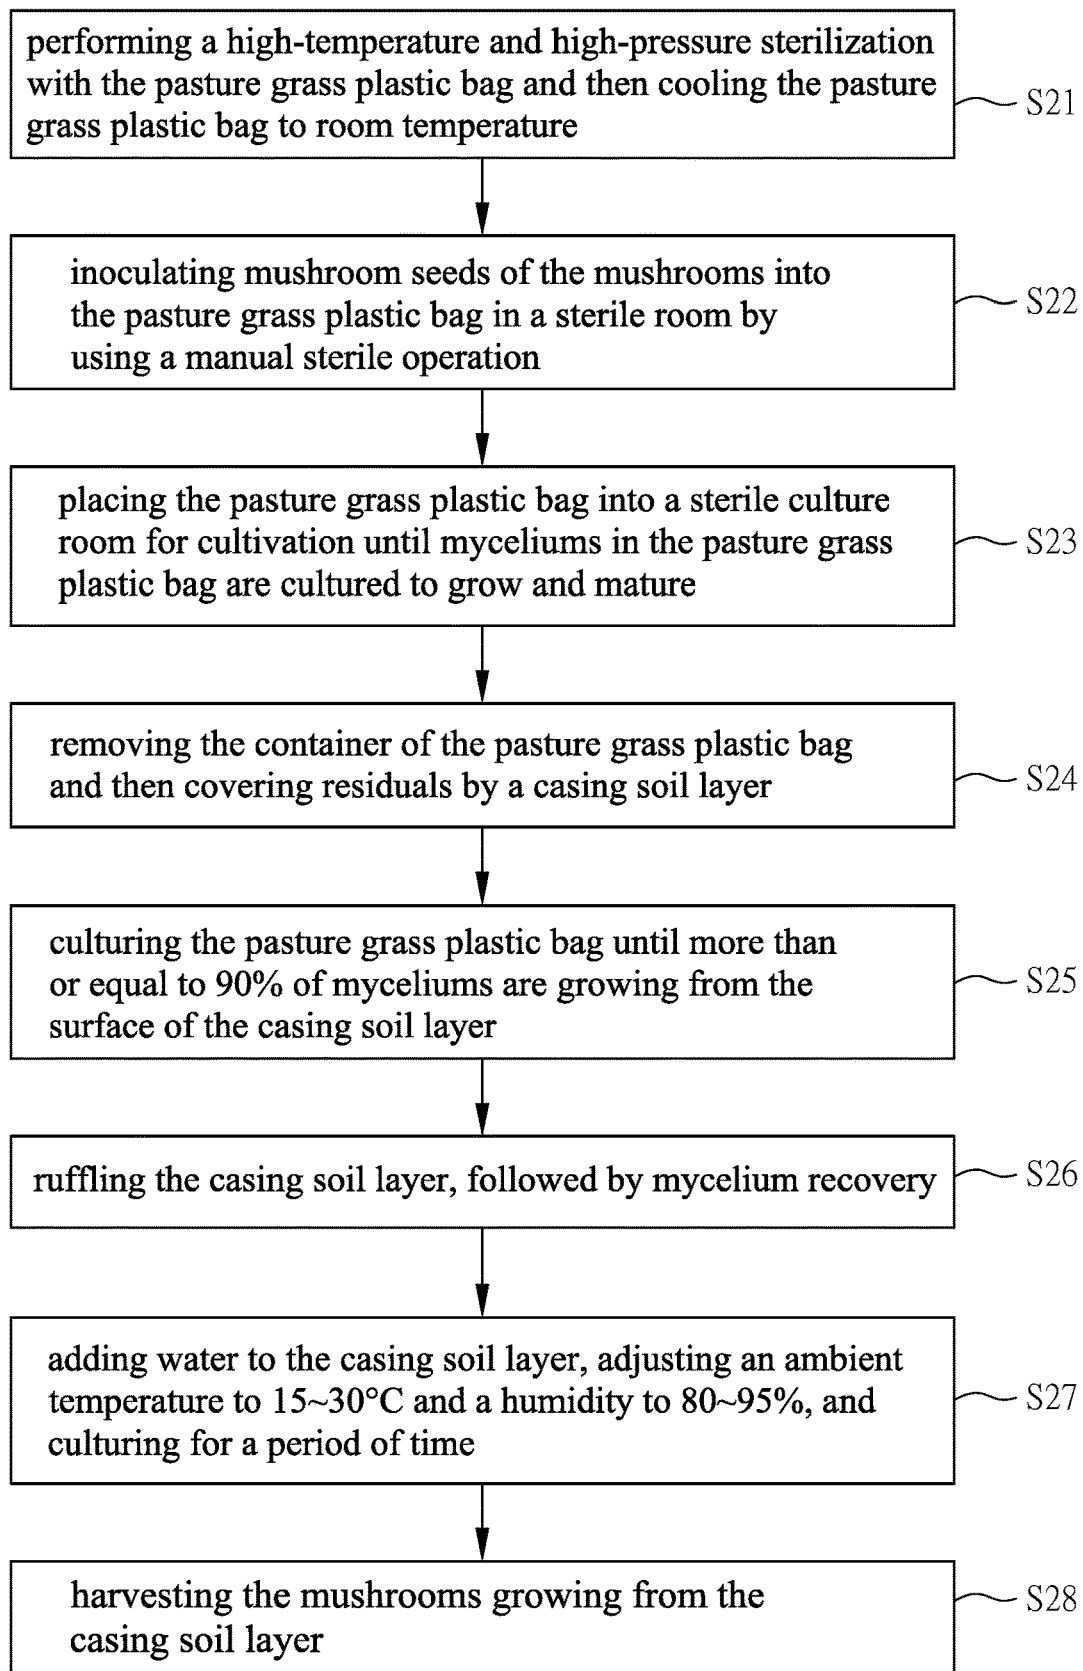 performing a high-temperature and high-pressure sterilization
with the pasture grass plastic bag and then cooling the pasture
grass plastic bag to room temperature
S21
inoculating mushroom seeds of the mushrooms into
the pasture grass plastic bag in a sterile room by
using a manual sterile operation
S22
placing the pasture grass plastic bag into a sterile culture
room for cultivation until myceliums in the pasture grass
plastic bag are cultured to grow and mature
S23
removing the container of the pasture grass plastic bag
and then covering residuals by a casing soil layer
S24
culturing the pasture grass plastic bag until more than
or equal to 90% of myceliums are growing from the
surface of the casing soil layer
S25
ruffling the casing soil layer, followed by mycelium recovery
S26
adding water to the casing soil layer, adjusting an ambient
temperature to 15~30°C and a humidity to 80~95%, and
culturing for a period of time
S27
harvesting the mushrooms growing from the
casing soil layer
S28